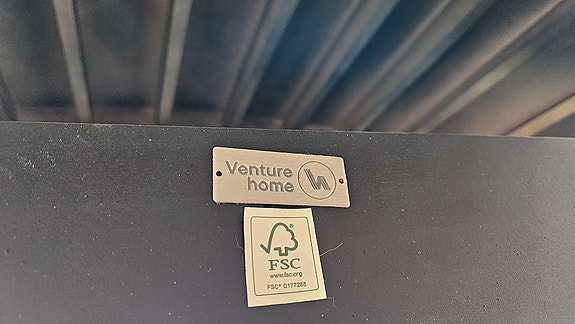 Venture
home
FSC
www.fsc.org
FSC® C177288